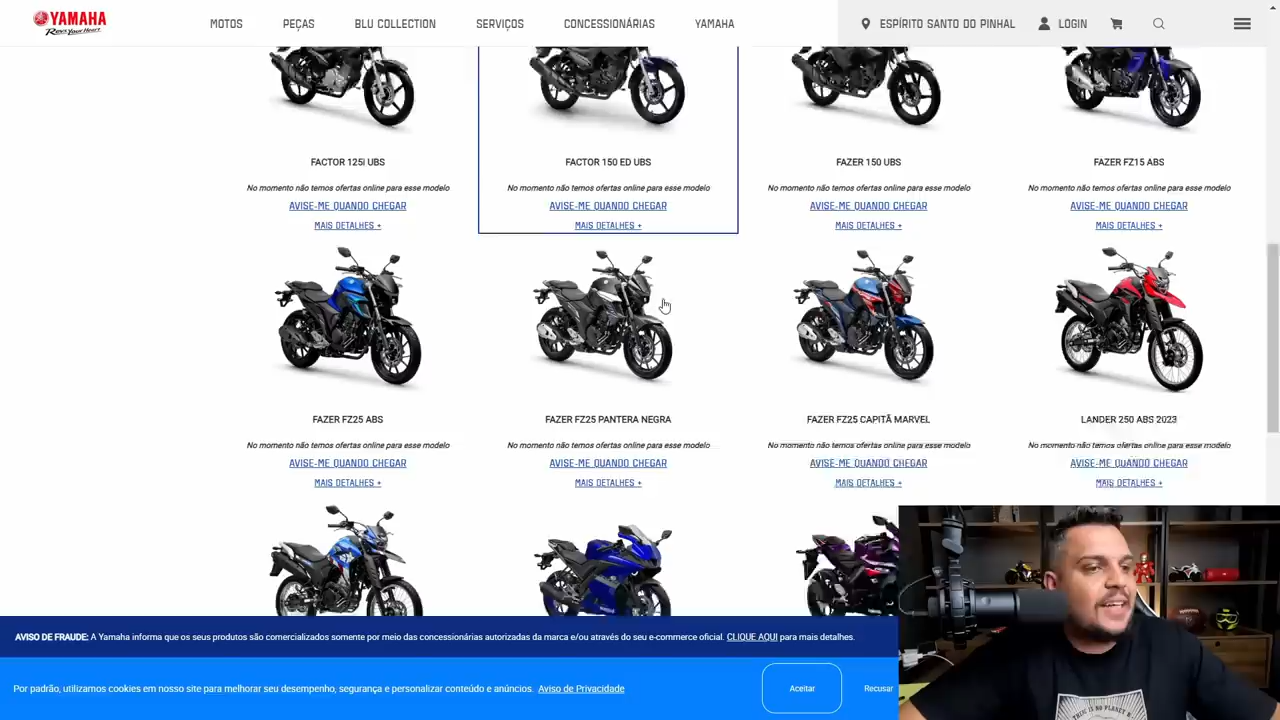 YAMAHA
Revs Your Heart
MOTOS
PEÇAS
BLU COLLECTION
SERVIÇOS
CONCESSIONÁRIAS
YAMAHA
ESPÍRITO SANTO DO PINHAL
LOGIN
FACTOR 125i UBS
FACTOR 150 ED UBS
FAZER 150 UBS
FAZER FZ15 ABS
No momento não temos ofertas online para esse modelo
No momento não temos ofertas online para esse modelo
No momento não temos ofertas online para esse modelo
No momento não temos ofertas online para esse modelo
AVISE-ME QUANDO CHEGAR
AVISE-ME QUANDO CHEGAR
AVISE-ME QUANDO CHEGAR
AVISE-ME QUANDO CHEGAR
MAIS DETALHES +
MAIS DETALHES +
MAIS DETALHES +
MAIS DETALHES +
FAZER FZ25 ABS
FAZER FZ25 PANTERA NEGRA
FAZER FZ25 CAPITÃ MARVEL
LANDER 250 ABS 2023
No momento não temos ofertas online para esse modelo
No momento não temos ofertas online para esse modelo
No momento não temos ofertas online para esse modelo
No momento não temos ofertas online para esse modelo
AVISE-ME QUANDO CHEGAR
AVISE-ME QUANDO CHEGAR
AVISE-ME QUANDO CHEGAR
AVISE-ME QUANDO CHEGAR
MAIS DETALHES +
MAIS DETALHES +
MAIS DETALHES +
MAIS DETALHES +
AVISO DE FRAUDE: A Yamaha informa que os seus produtos são comercializados somente por meio das concessionárias autorizadas da marca e/ou através do seu e-commerce oficial. CLIQUE AQUI para mais detalhes.
Por padrão, utilizamos cookies em nosso site para melhorar seu desempenho, segurança e personalizar conteúdo e anúncios. Aviso de Privacidade
Aceitar
Recusar
THERE IS NO PLANET B